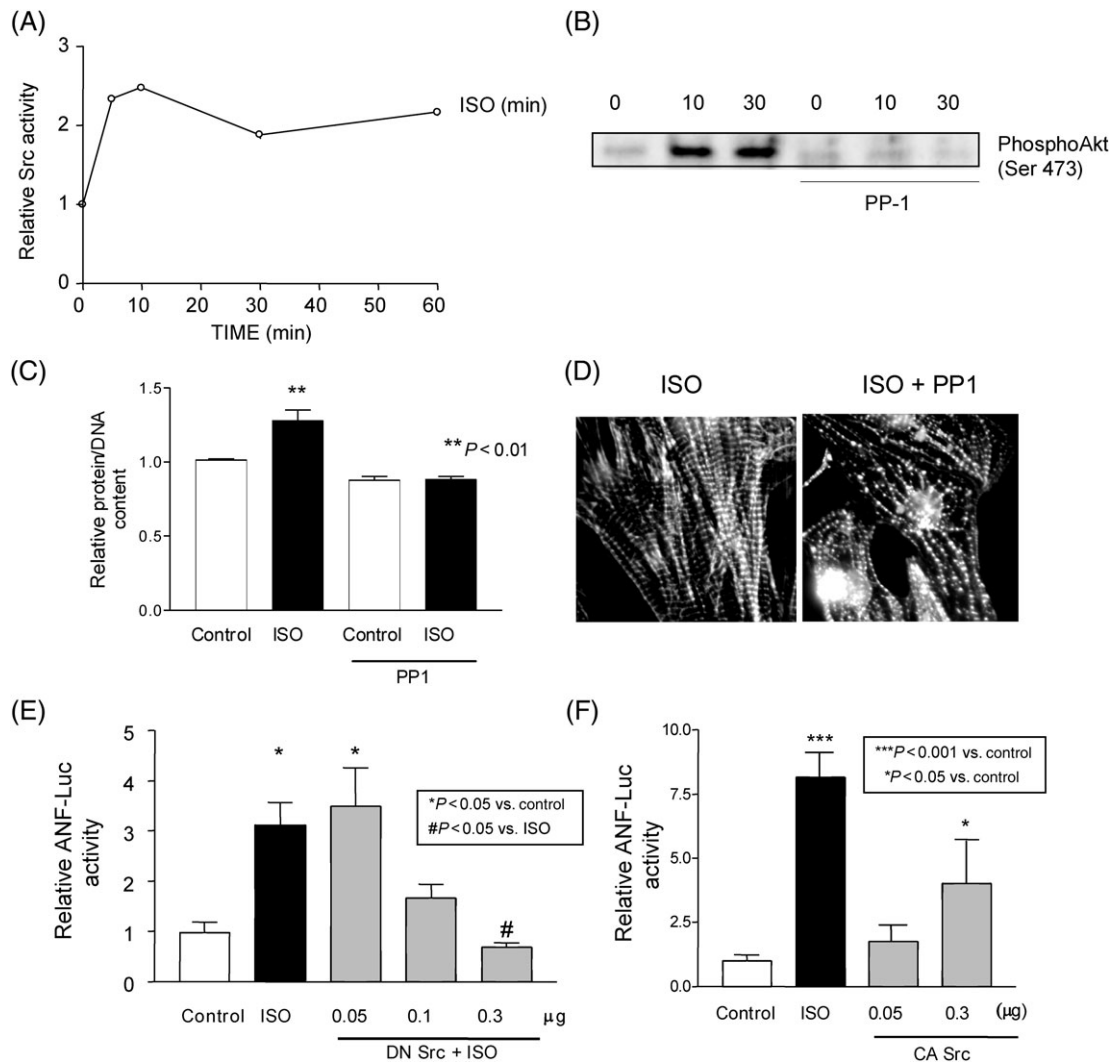 (A)
3
2
1
0
Relative Src activity
ISO (min)
0 10 20 30 40 50 60
TIME (min)
(B)
0 10 30 0 10 30
PhosphoAkt
(Ser 473)
PP-1
(C)
1.5
1.0
0.5
0.0
Relative protein/DNA
content
**
**P<0.01
Control ISO Control ISO
PP1
(D)
ISO ISO + PP1
(E)
5
4
3
2
1
0
Relative ANF-Luc
activity
* *
#
*P<0.05 vs. control
#P<0.05 vs. ISO
Control ISO 0.05 0.1 0.3 μg
DN Src + ISO
(F)
10.0
7.5
5.0
2.5
0.0
Relative ANF-Luc
activity
***
*
***P<0.001 vs. control
*P<0.05 vs. control
Control ISO 0.05 0.3 (μg)
CA Src